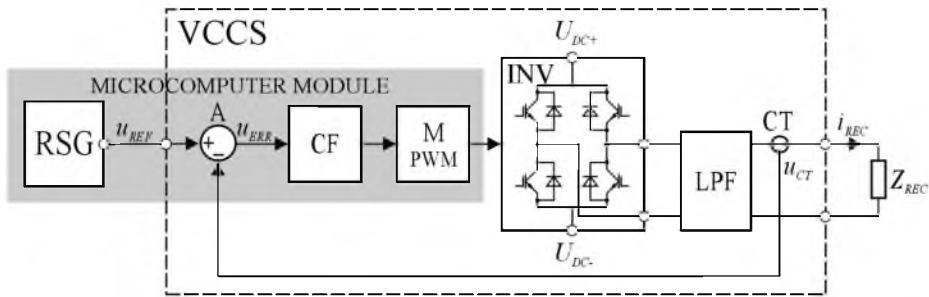 VCCS
U_DC+
MICROCOMPUTER MODULE
INV
RSG
u_REF
A
+
−
−
u_ERR
CF
M
PWM
LPF
CT
u_CT
i_REC
Z_REC
U_DC-